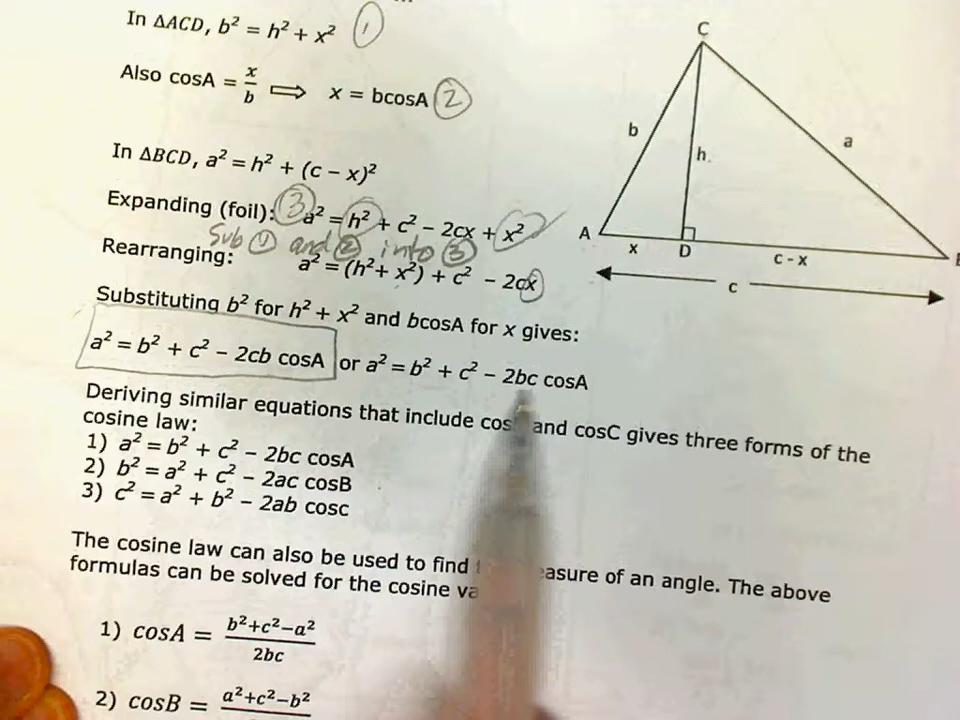 In ΔACD, b² = h² + x² ①
Also cosA = x/b ⟹ x = bcosA ②
In ΔBCD, a² = h² + (c – x)²
Expanding (foil): ③ a² = h² + c² – 2cx + x²
Sub ① and ② into ③
Rearranging: a² = (h² + x²) + c² – 2cx
Substituting b² for h² + x² and bcosA for x gives:
a² = b² + c² – 2cb cosA or a² = b² + c² – 2bc cosA
Deriving similar equations that include cos and cosC gives three forms of the
cosine law:
1) a² = b² + c² – 2bc cosA
2) b² = a² + c² – 2ac cosB
3) c² = a² + b² – 2ab cosc
The cosine law can also be used to find asure of an angle. The above
formulas can be solved for the cosine va
1) cosA = b²+c²−a²/2bc
2) cosB = a²+c²−b²
C
b
a
h
A
x
D
c – x
c